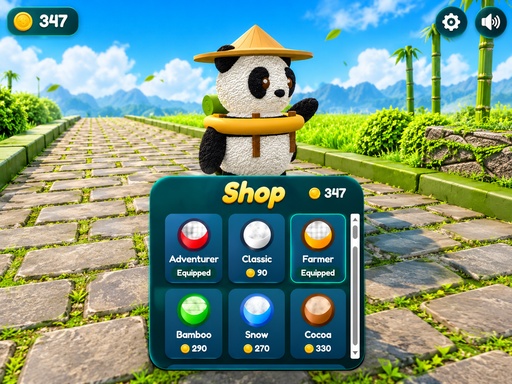 347
Shop 347
Adventurer
Equipped
Classic
90
Farmer
Equipped
Bamboo
290
Snow
270
Cocoa
330